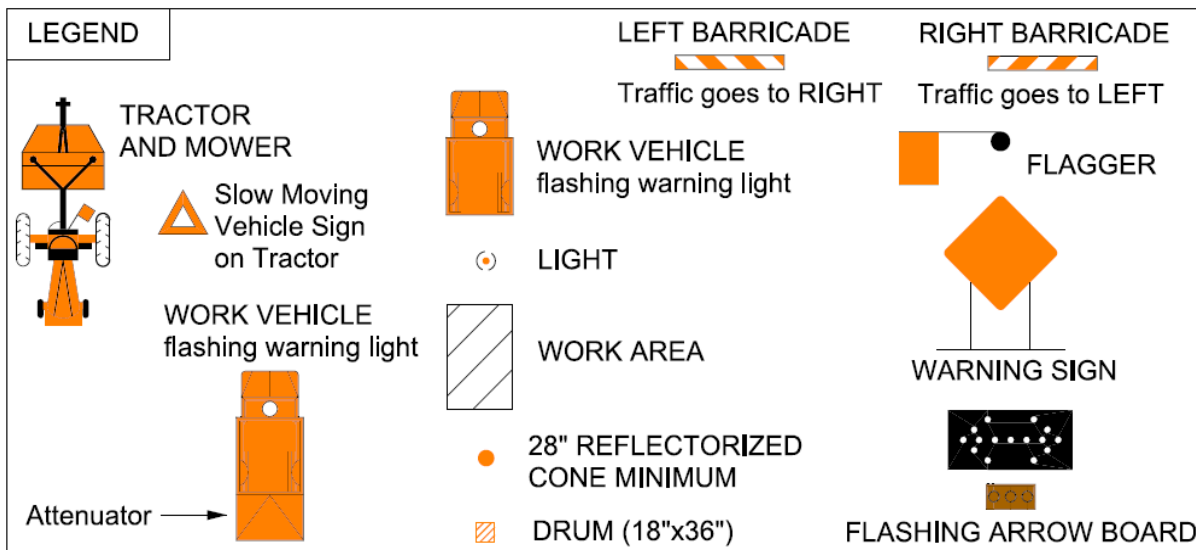 LEGEND
LEFT BARRICADE
Traffic goes to RIGHT
RIGHT BARRICADE
Traffic goes to LEFT
TRACTOR
AND MOWER
Slow Moving
Vehicle Sign
on Tractor
WORK VEHICLE
flashing warning light
FLAGGER
LIGHT
WORK VEHICLE
flashing warning light
Attenuator
WORK AREA
WARNING SIGN
28" REFLECTORIZED
CONE MINIMUM
DRUM (18"x36")
FLASHING ARROW BOARD